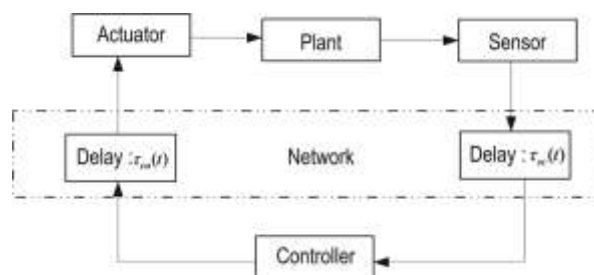 Actuator
Plant
Sensor
Delay : τca(t)
Network
Delay : τsc(t)
Controller